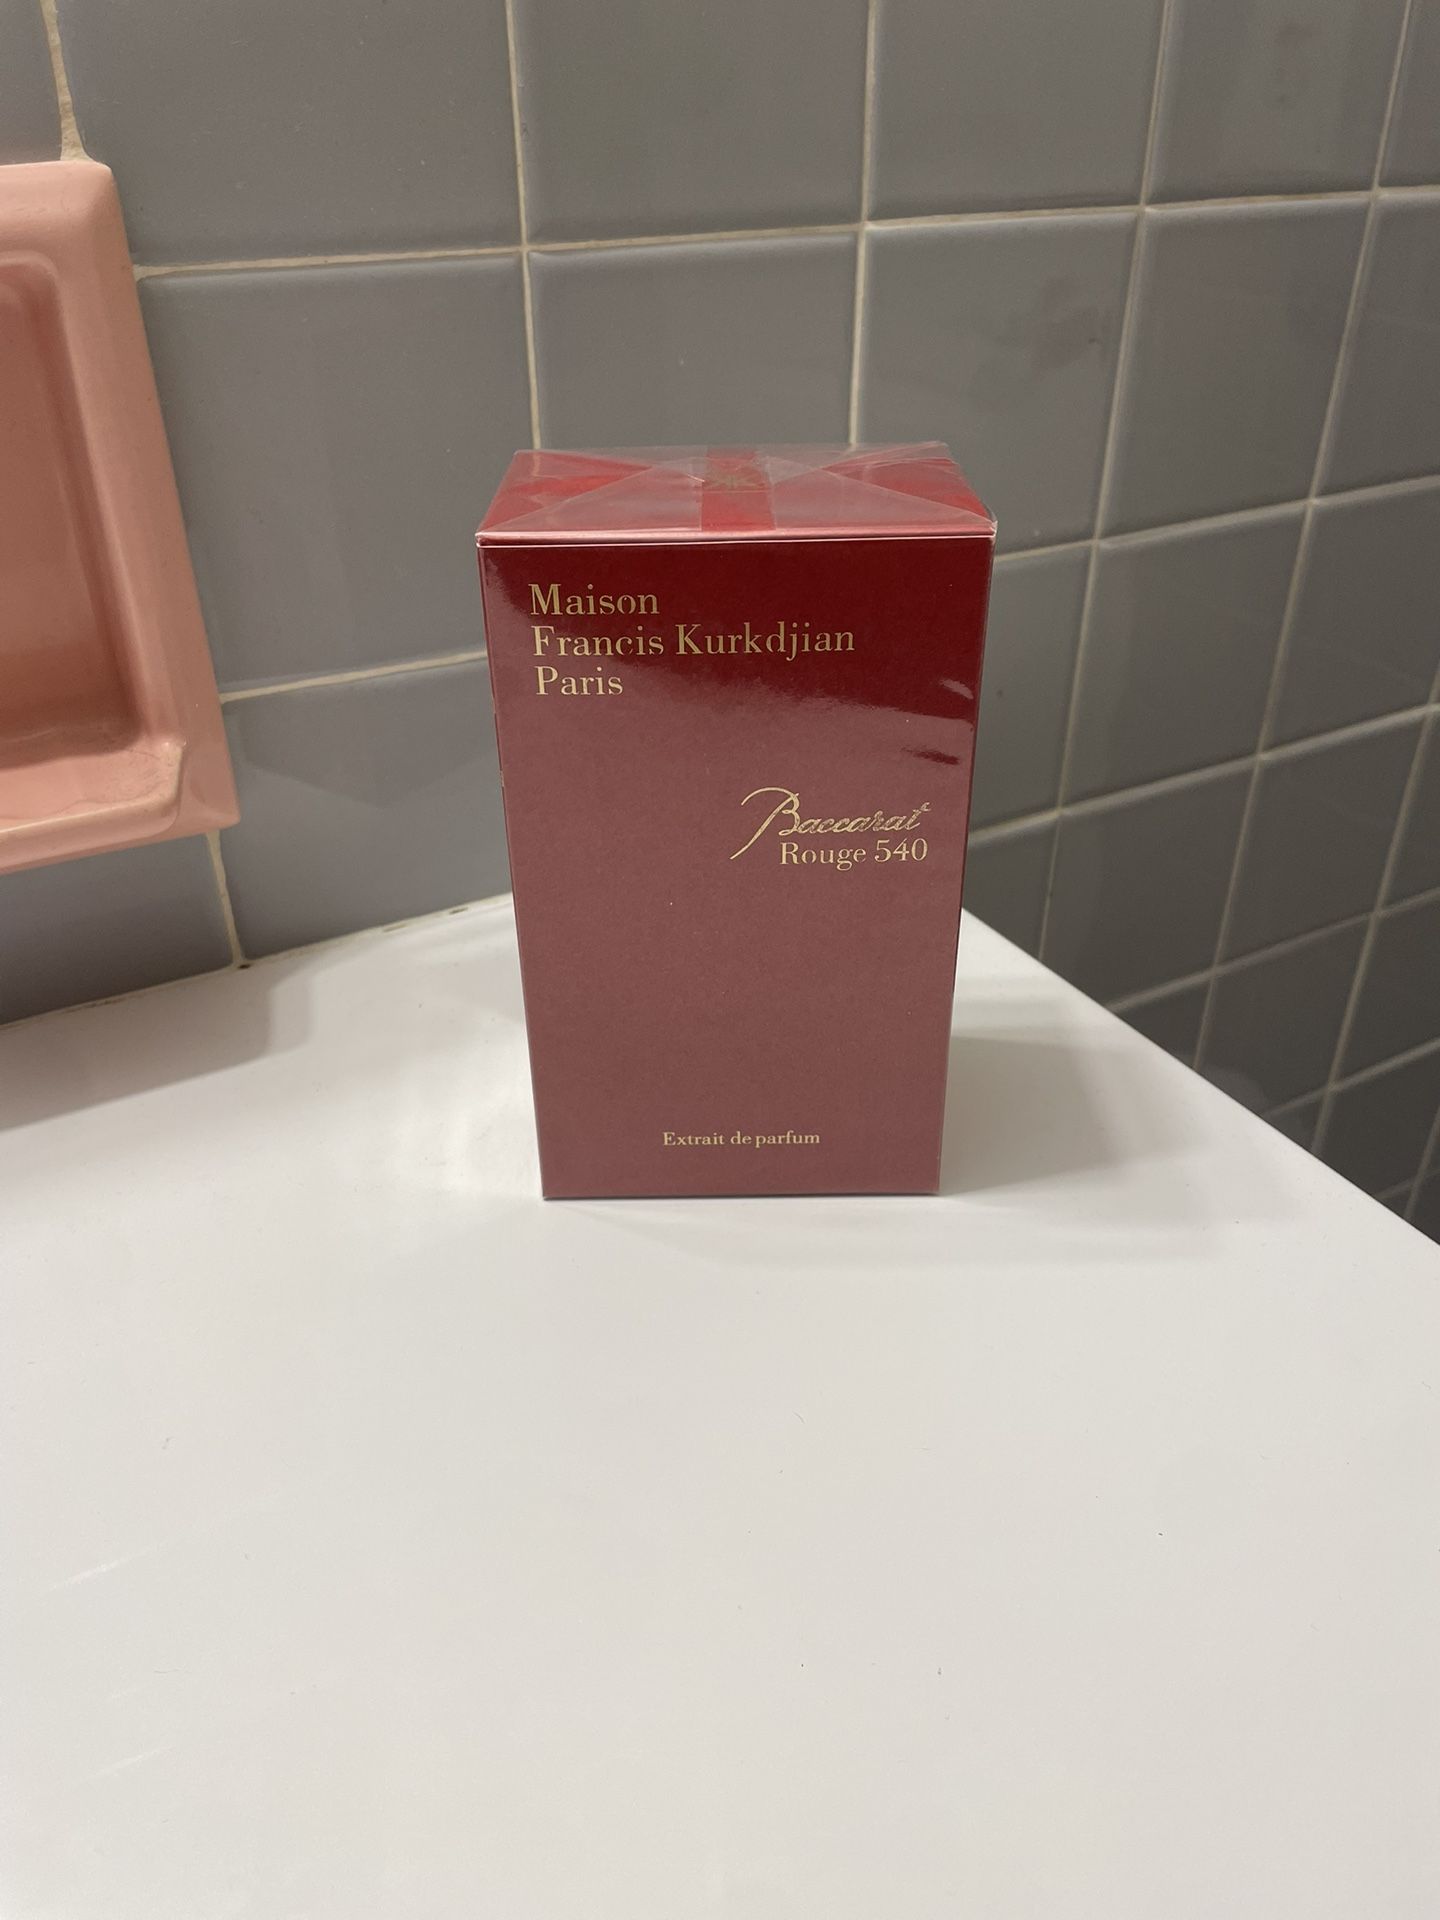 Maison
Francis Kurkdjian
Paris
Baccarat
Rouge 540
Extrait de parfum